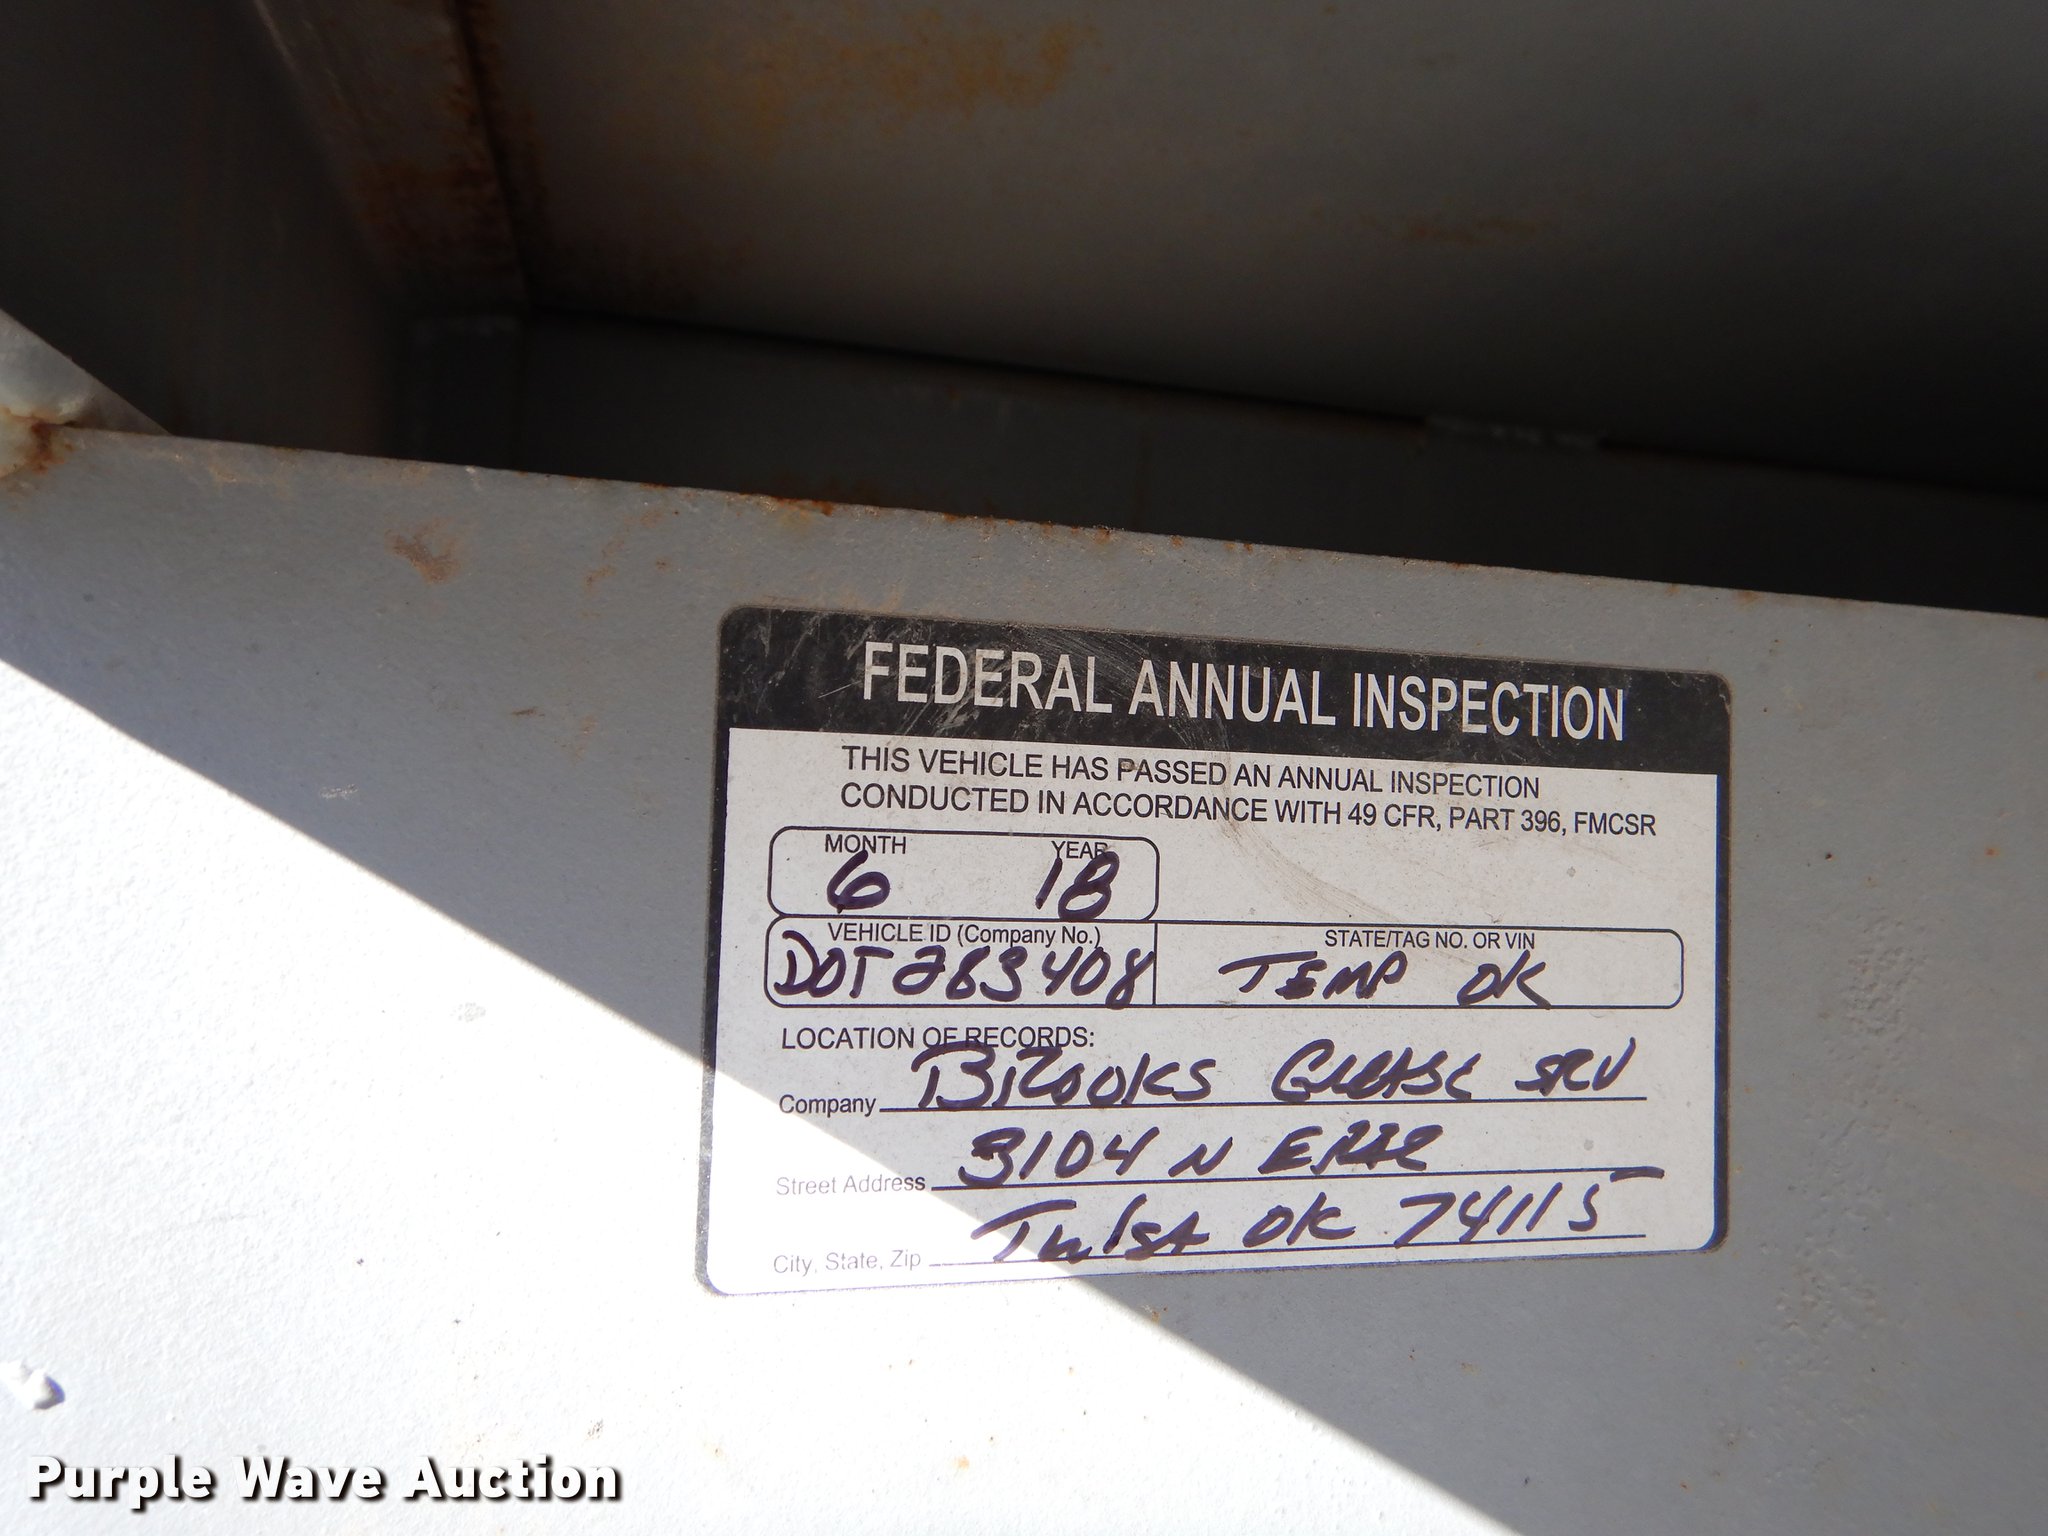 FEDERAL ANNUAL INSPECTION
THIS VEHICLE HAS PASSED AN ANNUAL INSPECTION
CONDUCTED IN ACCORDANCE WITH 49 CFR, PART 396, FMCSR
MONTH YEAR
6 18
VEHICLE ID (Company No.) STATE/TAG NO. OR VIN
DOT 283408 TEMP OK
LOCATION OF RECORDS:
Company BROOKS GREASE SRV
Street Address 3104 N ERIE
City, State, Zip Tulsa OK 74115
Purple Wave Auction